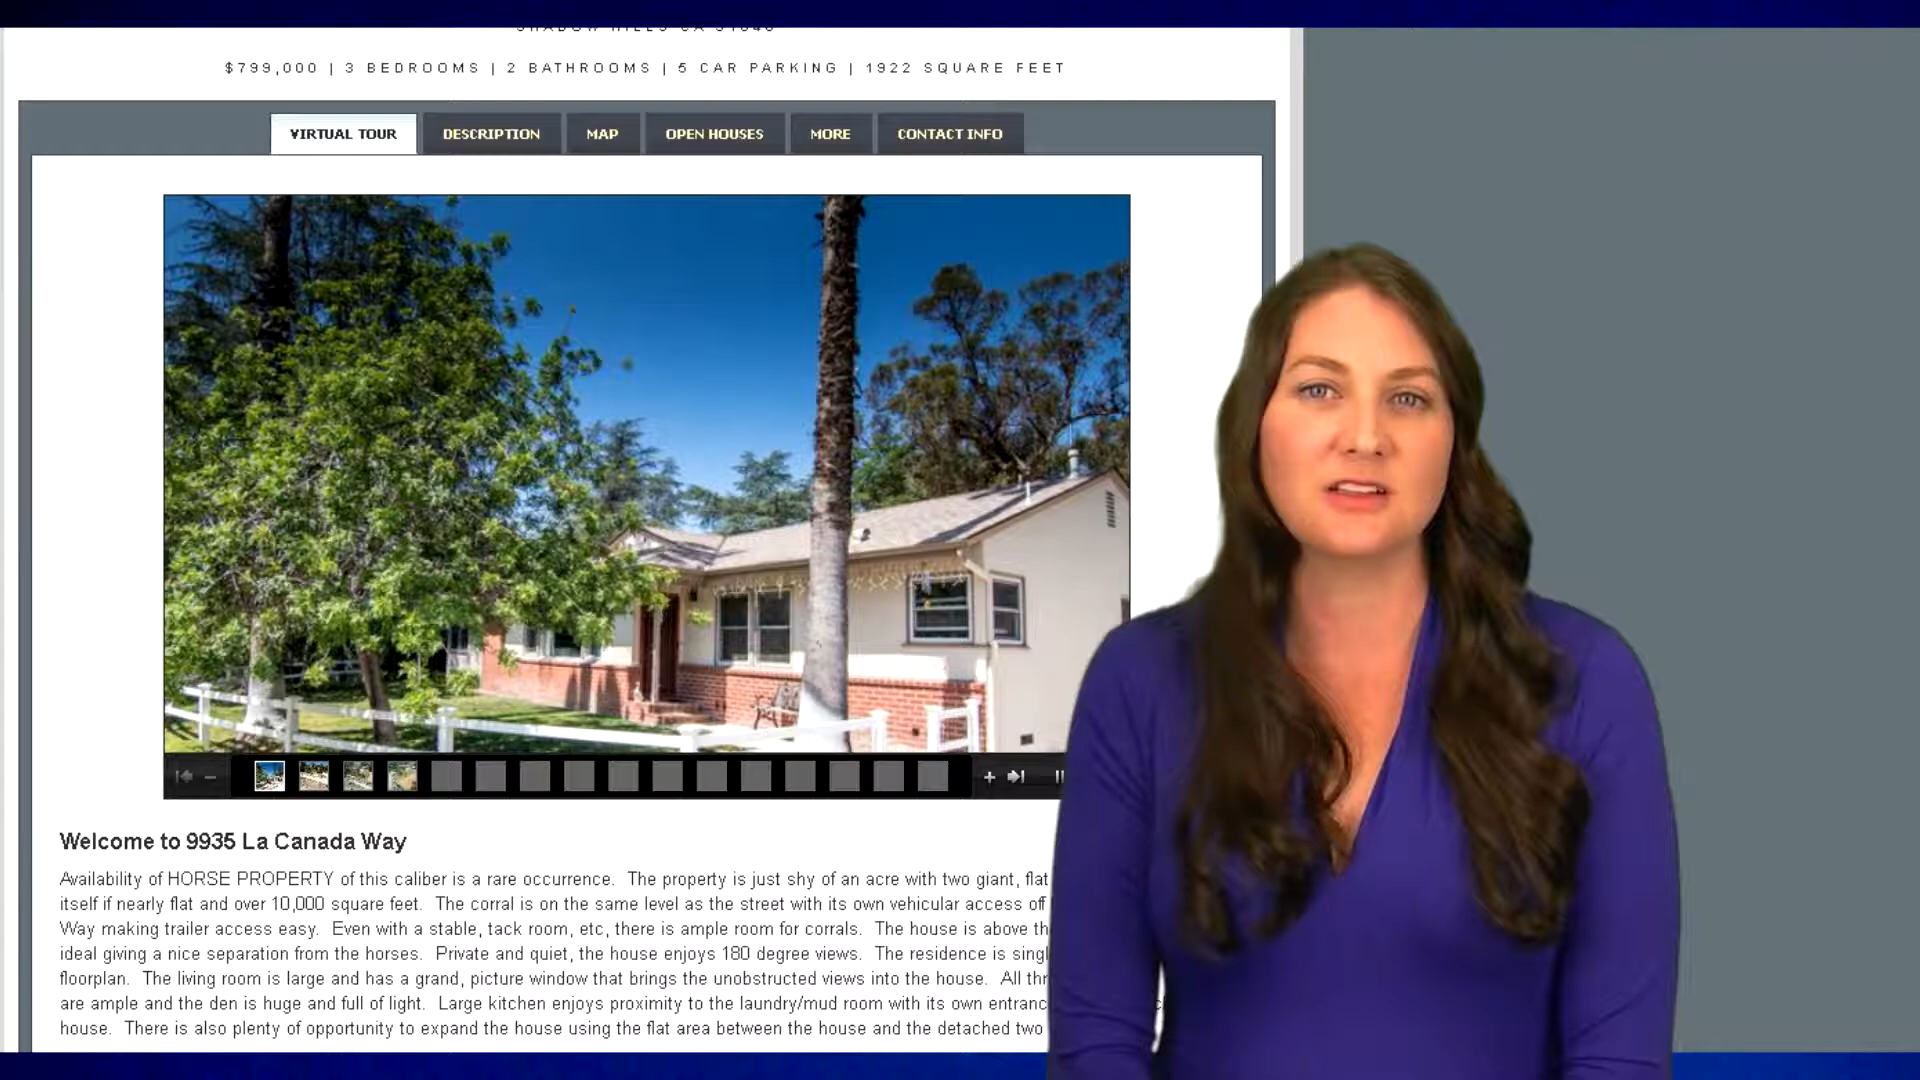 $799,000 | 3 BEDROOMS | 2 BATHROOMS | 5 CAR PARKING | 1922 SQUARE FEET
VIRTUAL TOUR
DESCRIPTION
MAP
OPEN HOUSES
MORE
CONTACT INFO
Welcome to 9935 La Canada Way
Availability of HORSE PROPERTY of this caliber is a rare occurrence. The property is just shy of an acre with two giant, flat
itself if nearly flat and over 10,000 square feet. The corral is on the same level as the street with its own vehicular access off
Way making trailer access easy. Even with a stable, tack room, etc, there is ample room for corrals. The house is above th
ideal giving a nice separation from the horses. Private and quiet, the house enjoys 180 degree views. The residence is singl
floorplan. The living room is large and has a grand, picture window that brings the unobstructed views into the house. All thr
are ample and the den is huge and full of light. Large kitchen enjoys proximity to the laundry/mud room with its own entranc
house. There is also plenty of opportunity to expand the house using the flat area between the house and the detached two